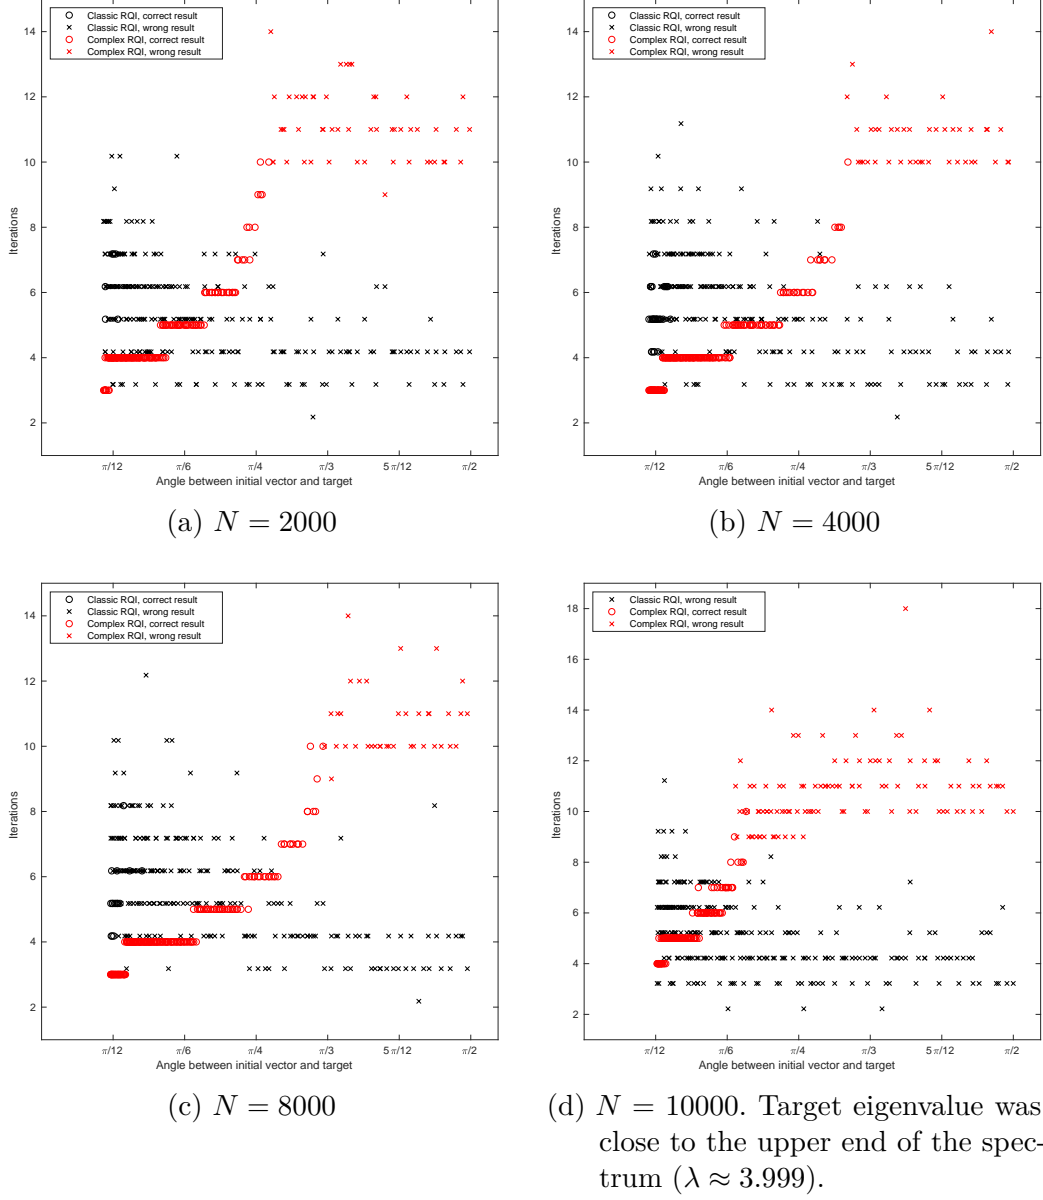 Classic RQI, correct result
Classic RQI, wrong result
Complex RQI, correct result
Complex RQI, wrong result
14
12
10
8
6
4
2
Iterations
π/12 π/6 π/4 π/3 5π/12 π/2
Angle between initial vector and target
(a) N = 2000
Classic RQI, correct result
Classic RQI, wrong result
Complex RQI, correct result
Complex RQI, wrong result
14
12
10
8
6
4
2
Iterations
π/12 π/6 π/4 π/3 5π/12 π/2
Angle between initial vector and target
(b) N = 4000
Classic RQI, correct result
Classic RQI, wrong result
Complex RQI, correct result
Complex RQI, wrong result
14
12
10
8
6
4
2
Iterations
π/12 π/6 π/4 π/3 5π/12 π/2
Angle between initial vector and target
(c) N = 8000
Classic RQI, wrong result
Complex RQI, correct result
Complex RQI, wrong result
18
16
14
12
10
8
6
4
2
Iterations
π/12 π/6 π/4 π/3 5π/12 π/2
Angle between initial vector and target
(d) N = 10000. Target eigenvalue was
close to the upper end of the spec-
trum (λ ≈ 3.999).